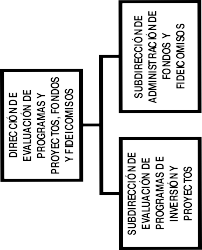 DIRECCIÓN DE
EVALUACIÓN DE
PROGRAMAS Y
PROYECTOS, FONDOS
Y FIDEICOMISOS
SUBDIRECCIÓN DE
EVALUACIÓN DE
PROGRAMAS DE
INVERSIÓN Y
PROYECTOS
SUBDIRECCIÓN DE
ADMINISTRACIÓN DE
FONDOS Y
FIDEICOMISOS